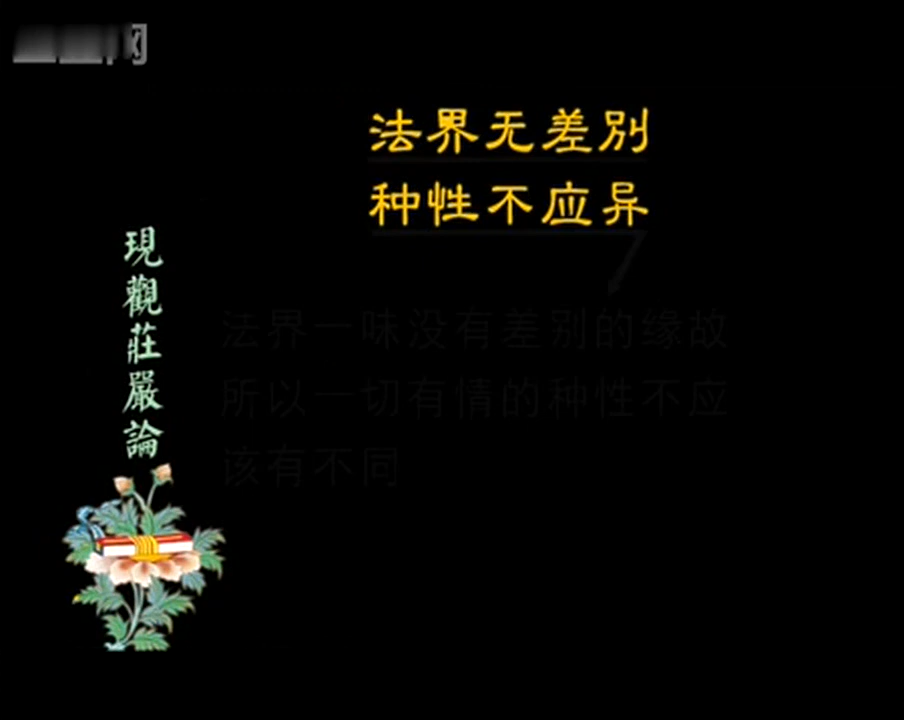 法界无差别
种性不应异
現觀莊嚴論
法界一味没有差别的缘故
所以一切有情的种性不应
该有不同
网